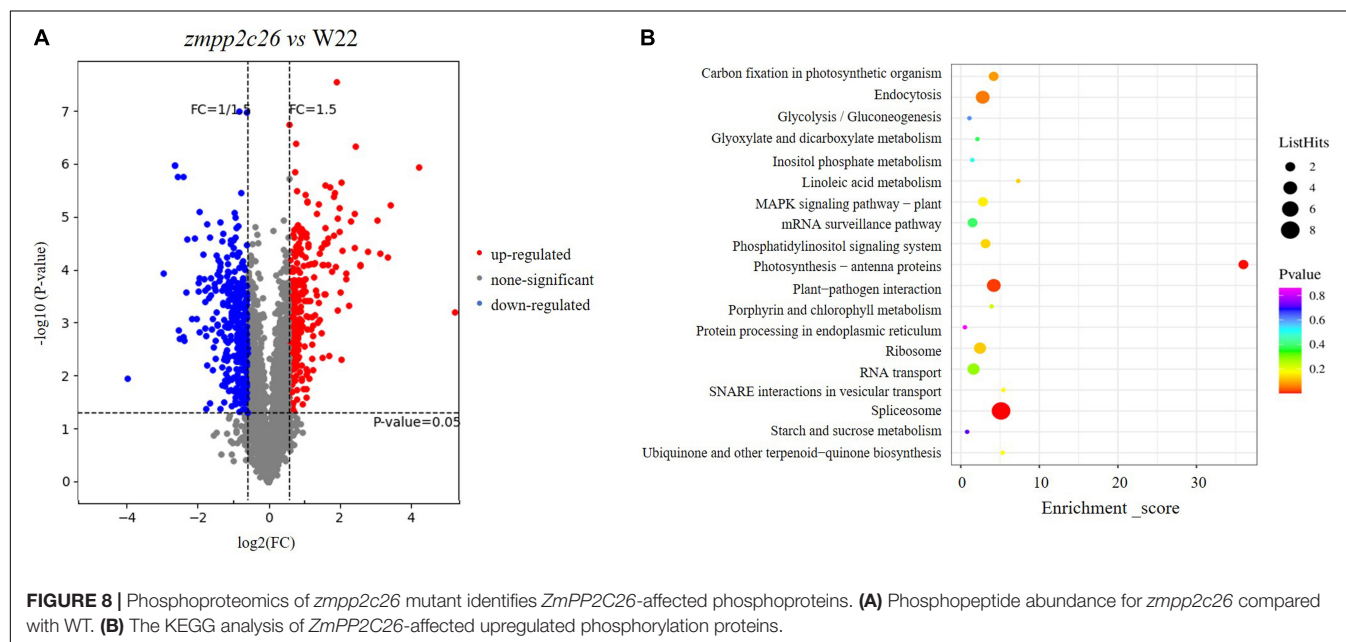 A
zmpp2c26 vs W22
FC=1/1.5
FC=1.5
7
6
5
4
3
2
1
0
-log10 (P-value)
P-value=0.05
−4
−2
0
2
4
log2(FC)
up-regulated
none-significant
down-regulated
B
Carbon fixation in photosynthetic organism
Endocytosis
Glycolysis / Gluconeogenesis
Glyoxylate and dicarboxylate metabolism
Inositol phosphate metabolism
Linoleic acid metabolism
MAPK signaling pathway − plant
mRNA surveillance pathway
Phosphatidylinositol signaling system
Photosynthesis − antenna proteins
Plant−pathogen interaction
Porphyrin and chlorophyll metabolism
Protein processing in endoplasmic reticulum
Ribosome
RNA transport
SNARE interactions in vesicular transport
Spliceosome
Starch and sucrose metabolism
Ubiquinone and other terpenoid−quinone biosynthesis
0
10
20
30
Enrichment _score
ListHits
2
4
6
8
Pvalue
0.8
0.6
0.4
0.2
FIGURE 8 | Phosphoproteomics of zmpp2c26 mutant identifies ZmPP2C26-affected phosphoproteins. (A) Phosphopeptide abundance for zmpp2c26 compared
with WT. (B) The KEGG analysis of ZmPP2C26-affected upregulated phosphorylation proteins.